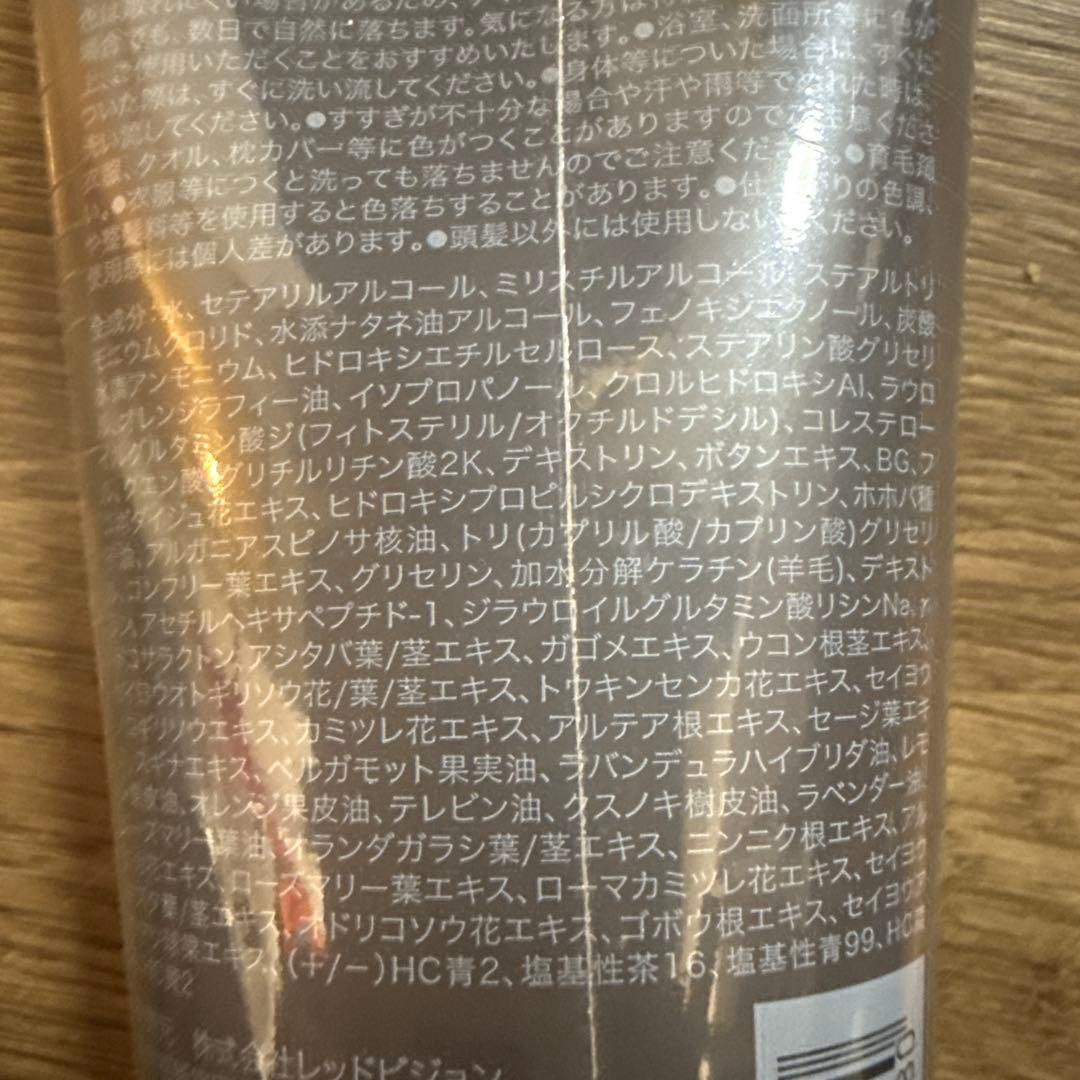 場合でも、数日で自然に落ちます。気になる方は
ご使用いただくことをおすすめいたします。●浴室、洗面所等に色が
ついた際は、すぐに洗い流してください。●身体等についた場合は、すぐに
洗い流してください。●すすぎが不十分な場合や汗や雨等でぬれた時は、
衣服、タオル、枕カバー等に色がつくことがありますのでご注意くださ
い。●衣服等につくと洗っても落ちませんのでご注意ください。●育毛剤
等を使用すると色落ちすることがあります。●仕上がりの色調、
使用感には個人差があります。●頭髪以外には使用しないでください。
全成分:水、セテアリルアルコール、ミリスチルアルコール、ステアルトリ
モニウムクロリド、水添ナタネ油アルコール、フェノキシエタノール、炭酸
水素アンモニウム、ヒドロキシエチルセルロース、ステアリン酸グリセリ
オレンジラフィー油、イソプロパノール、クロルヒドロキシAl、ラウロ
イルグルタミン酸ジ(フィトステリル/オクチルドデシル)、コレステロー
クエン酸、グリチルリチン酸2K、デキストリン、ボタンエキス、BG、フ
ダイジュ花エキス、ヒドロキシプロピルシクロデキストリン、ホホバ種
油、アルガニアスピノサ核油、トリ(カプリル酸/カプリン酸)グリセリ
コンフリー葉エキス、グリセリン、加水分解ケラチン(羊毛)、デキスト
アセチルヘキサペプチド-1、ジラウロイルグルタミン酸リシンNa、
コサラクトン、アシタバ葉/茎エキス、ガゴメエキス、ウコン根茎エキス、
イヨウオトギリソウ花/葉/茎エキス、トウキンセンカ花エキス、セイヨウ
ギリソウエキス、カミツレ花エキス、アルテア根エキス、セージ葉エキ
スギナエキス、ベルガモット果実油、ラバンデュラハイブリダ油、レモ
果実油、オレンジ果皮油、テレビン油、クスノキ樹皮油、ラベンダー油、
ーズマリー葉油、オランダガラシ葉/茎エキス、ニンニク根エキス、アル
エキス、ローズマリー葉エキス、ローマカミツレ花エキス、セイヨウ
葉/茎エキス、オドリコソウ花エキス、ゴボウ根エキス、セイヨウア
球果エキス、(+/−)HC青2、塩基性茶16、塩基性青99、HC
青2
株式会社レッドビジョン